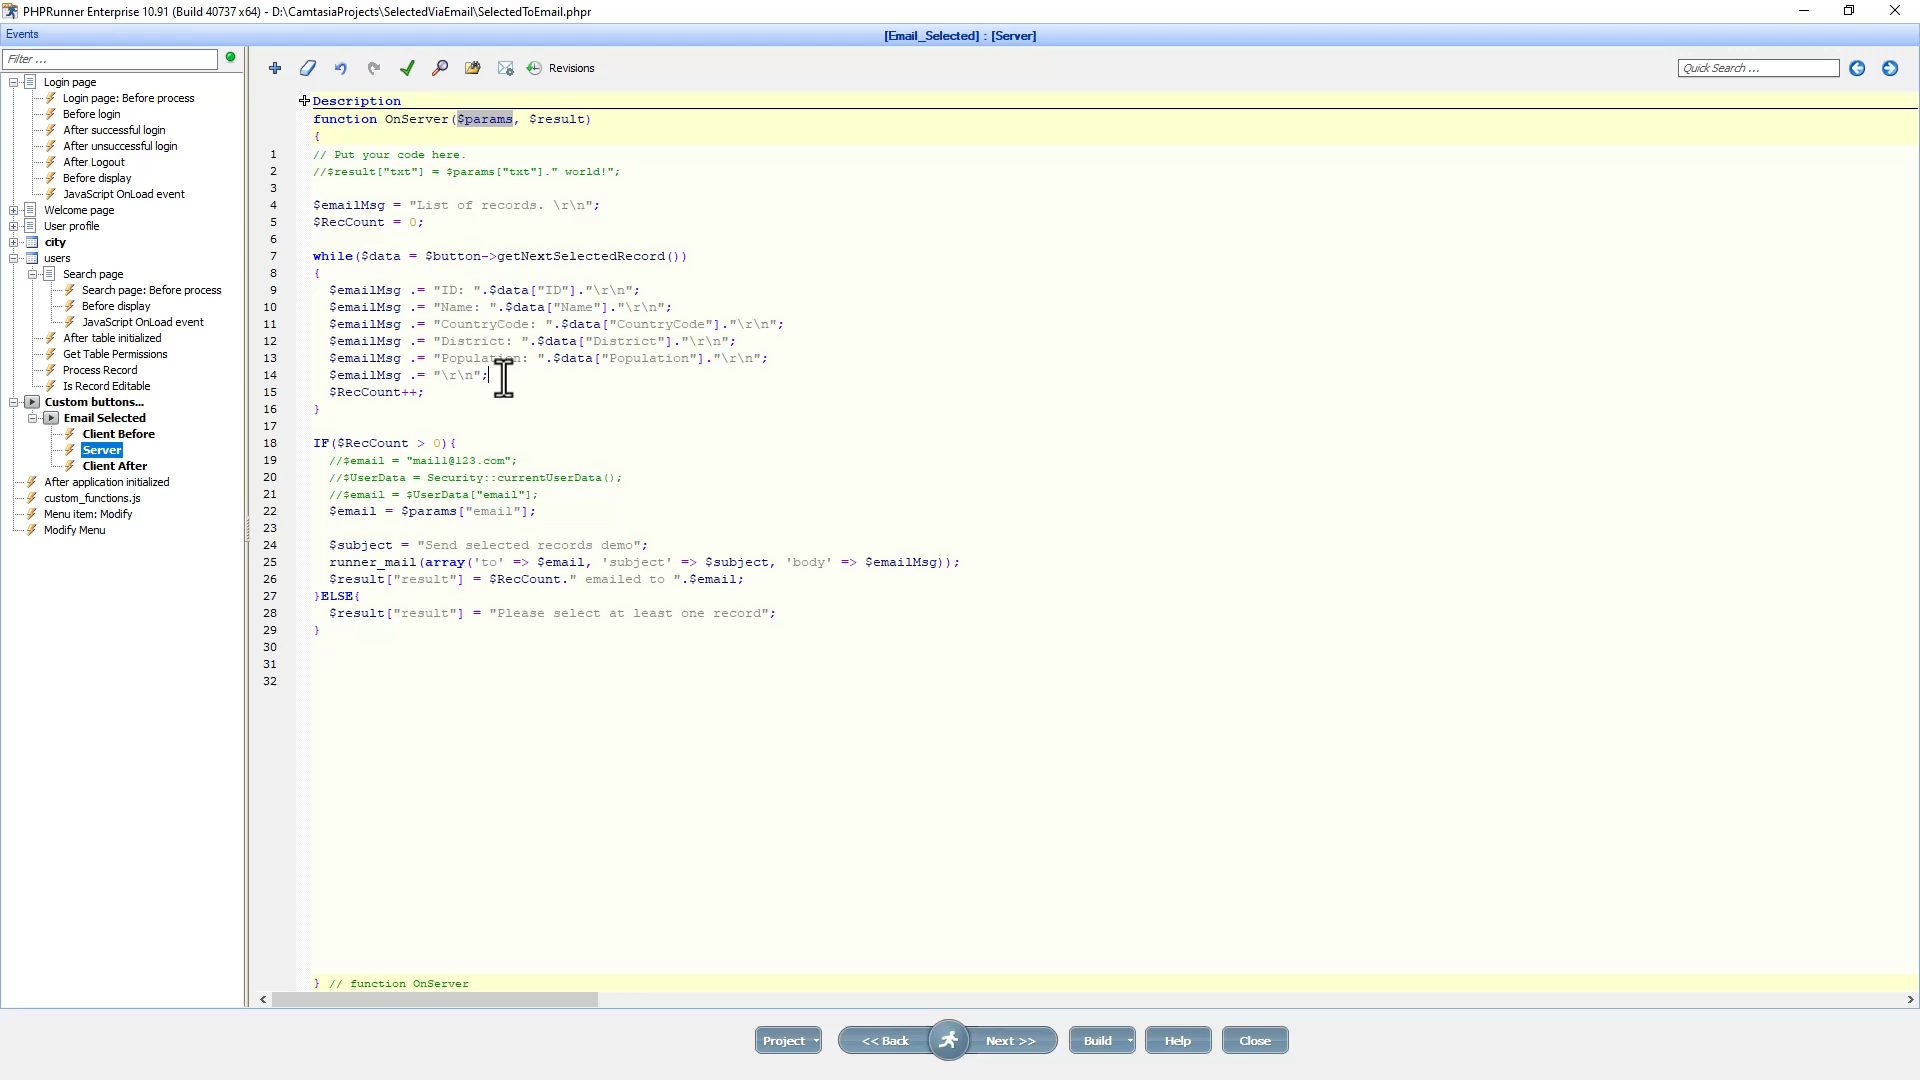 PHPRunner Enterprise 10.91 (Build 40737 x64) - D:\CamtasiaProjects\SelectedViaEmail\SelectedToEmail.phpr
Events
[Email_Selected] : [Server]
Filter ...
Revisions
Quick Search ...
Login page
Login page: Before process
Before login
After successful login
After unsuccessful login
After Logout
Before display
JavaScript OnLoad event
Welcome page
User profile
city
users
Search page
Search page: Before process
Before display
JavaScript OnLoad event
After table initialized
Get Table Permissions
Process Record
Is Record Editable
Custom buttons...
Email Selected
Client Before
Server
Client After
After application initialized
custom_functions.js
Menu item: Modify
Modify Menu
Description
function OnServer($params, $result)
{
1 // Put your code here.
2 //$result["txt"] = $params["txt"]." world!";
3
4 $emailMsg = "List of records. \r\n";
5 $RecCount = 0;
6
7 while($data = $button->getNextSelectedRecord())
8 {
9 $emailMsg .= "ID: ".$data["ID"]."\r\n";
10 $emailMsg .= "Name: ".$data["Name"]."\r\n";
11 $emailMsg .= "CountryCode: ".$data["CountryCode"]."\r\n";
12 $emailMsg .= "District: ".$data["District"]."\r\n";
13 $emailMsg .= "Population: ".$data["Population"]."\r\n";
14 $emailMsg .= "\r\n";
15 $RecCount++;
16 }
17
18 IF($RecCount > 0){
19 //$email = "mail1@123.com";
20 //$UserData = Security::currentUserData();
21 //$email = $UserData["email"];
22 $email = $params["email"];
23
24 $subject = "Send selected records demo";
25 runner_mail(array('to' => $email, 'subject' => $subject, 'body' => $emailMsg));
26 $result["result"] = $RecCount." emailed to ".$email;
27 }ELSE{
28 $result["result"] = "Please select at least one record";
29 }
30
31
32
} // function OnServer
Project
<< Back
Next >>
Build
Help
Close